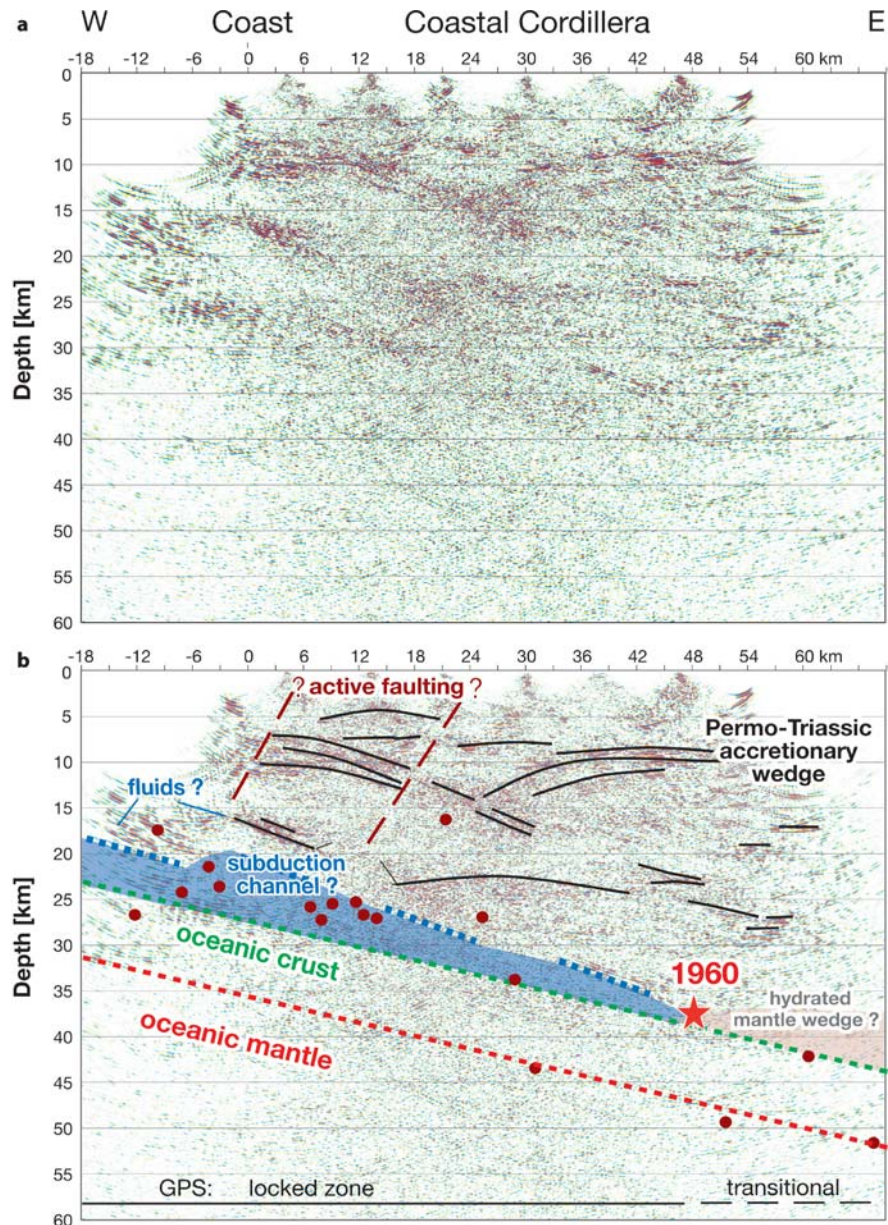 a
W Coast Coastal Cordillera E
-18 -12 -6 0 6 12 18 24 30 36 42 48 54 60 km
0
5
10
15
20
25
30
35
40
45
50
55
60
Depth [km]
b
-18 -12 -6 0 6 12 18 24 30 36 42 48 54 60 km
0
5
10
15
20
25
30
35
40
45
50
55
60
Depth [km]
? active faulting ?
Permo-Triassic
accretionary
wedge
fluids ?
subduction
channel ?
oceanic crust
1960
hydrated
mantle wedge ?
oceanic mantle
GPS: locked zone transitional